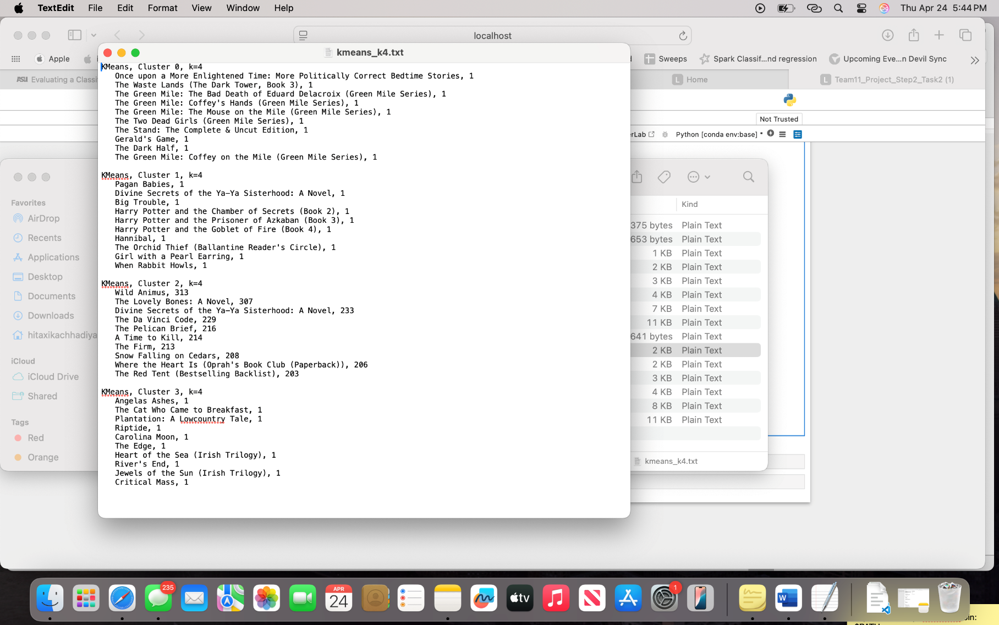 TextEdit File Edit Format View Window Help
Thu Apr 24 5:44 PM
localhost
Apple
Sweeps
Spark Classif...nd regression
Upcoming Eve...n Devil Sync
ASU Evaluating a Classi
L Home
L Team11_Project_Step2_Task2 (1)
Not Trusted
rLab
Python [conda env:base] *
kmeans_k4.txt
KMeans, Cluster 0, k=4
Once upon a More Enlightened Time: More Politically Correct Bedtime Stories, 1
The Waste Lands (The Dark Tower, Book 3), 1
The Green Mile: The Bad Death of Eduard Delacroix (Green Mile Series), 1
The Green Mile: Coffey's Hands (Green Mile Series), 1
The Green Mile: The Mouse on the Mile (Green Mile Series), 1
The Two Dead Girls (Green Mile Series), 1
The Stand: The Complete & Uncut Edition, 1
Gerald's Game, 1
The Dark Half, 1
The Green Mile: Coffey on the Mile (Green Mile Series), 1
KMeans, Cluster 1, k=4
Pagan Babies, 1
Divine Secrets of the Ya-Ya Sisterhood: A Novel, 1
Big Trouble, 1
Harry Potter and the Chamber of Secrets (Book 2), 1
Harry Potter and the Prisoner of Azkaban (Book 3), 1
Harry Potter and the Goblet of Fire (Book 4), 1
Hannibal, 1
The Orchid Thief (Ballantine Reader's Circle), 1
Girl with a Pearl Earring, 1
When Rabbit Howls, 1
KMeans, Cluster 2, k=4
Wild Animus, 313
The Lovely Bones: A Novel, 307
Divine Secrets of the Ya-Ya Sisterhood: A Novel, 233
The Da Vinci Code, 229
The Pelican Brief, 216
A Time to Kill, 214
The Firm, 213
Snow Falling on Cedars, 208
Where the Heart Is (Oprah's Book Club (Paperback)), 206
The Red Tent (Bestselling Backlist), 203
KMeans, Cluster 3, k=4
Angelas Ashes, 1
The Cat Who Came to Breakfast, 1
Plantation: A Lowcountry Tale, 1
Riptide, 1
Carolina Moon, 1
The Edge, 1
Heart of the Sea (Irish Trilogy), 1
River's End, 1
Jewels of the Sun (Irish Trilogy), 1
Critical Mass, 1
Favorites
AirDrop
Recents
Applications
Desktop
Documents
Downloads
hitaxikachhadiya
iCloud
iCloud Drive
Shared
Tags
Red
Orange
Kind
375 bytes Plain Text
653 bytes Plain Text
1 KB Plain Text
2 KB Plain Text
3 KB Plain Text
4 KB Plain Text
7 KB Plain Text
11 KB Plain Text
641 bytes Plain Text
2 KB Plain Text
2 KB Plain Text
3 KB Plain Text
4 KB Plain Text
8 KB Plain Text
11 KB Plain Text
kmeans_k4.txt
235
APR
24
tv
1
W